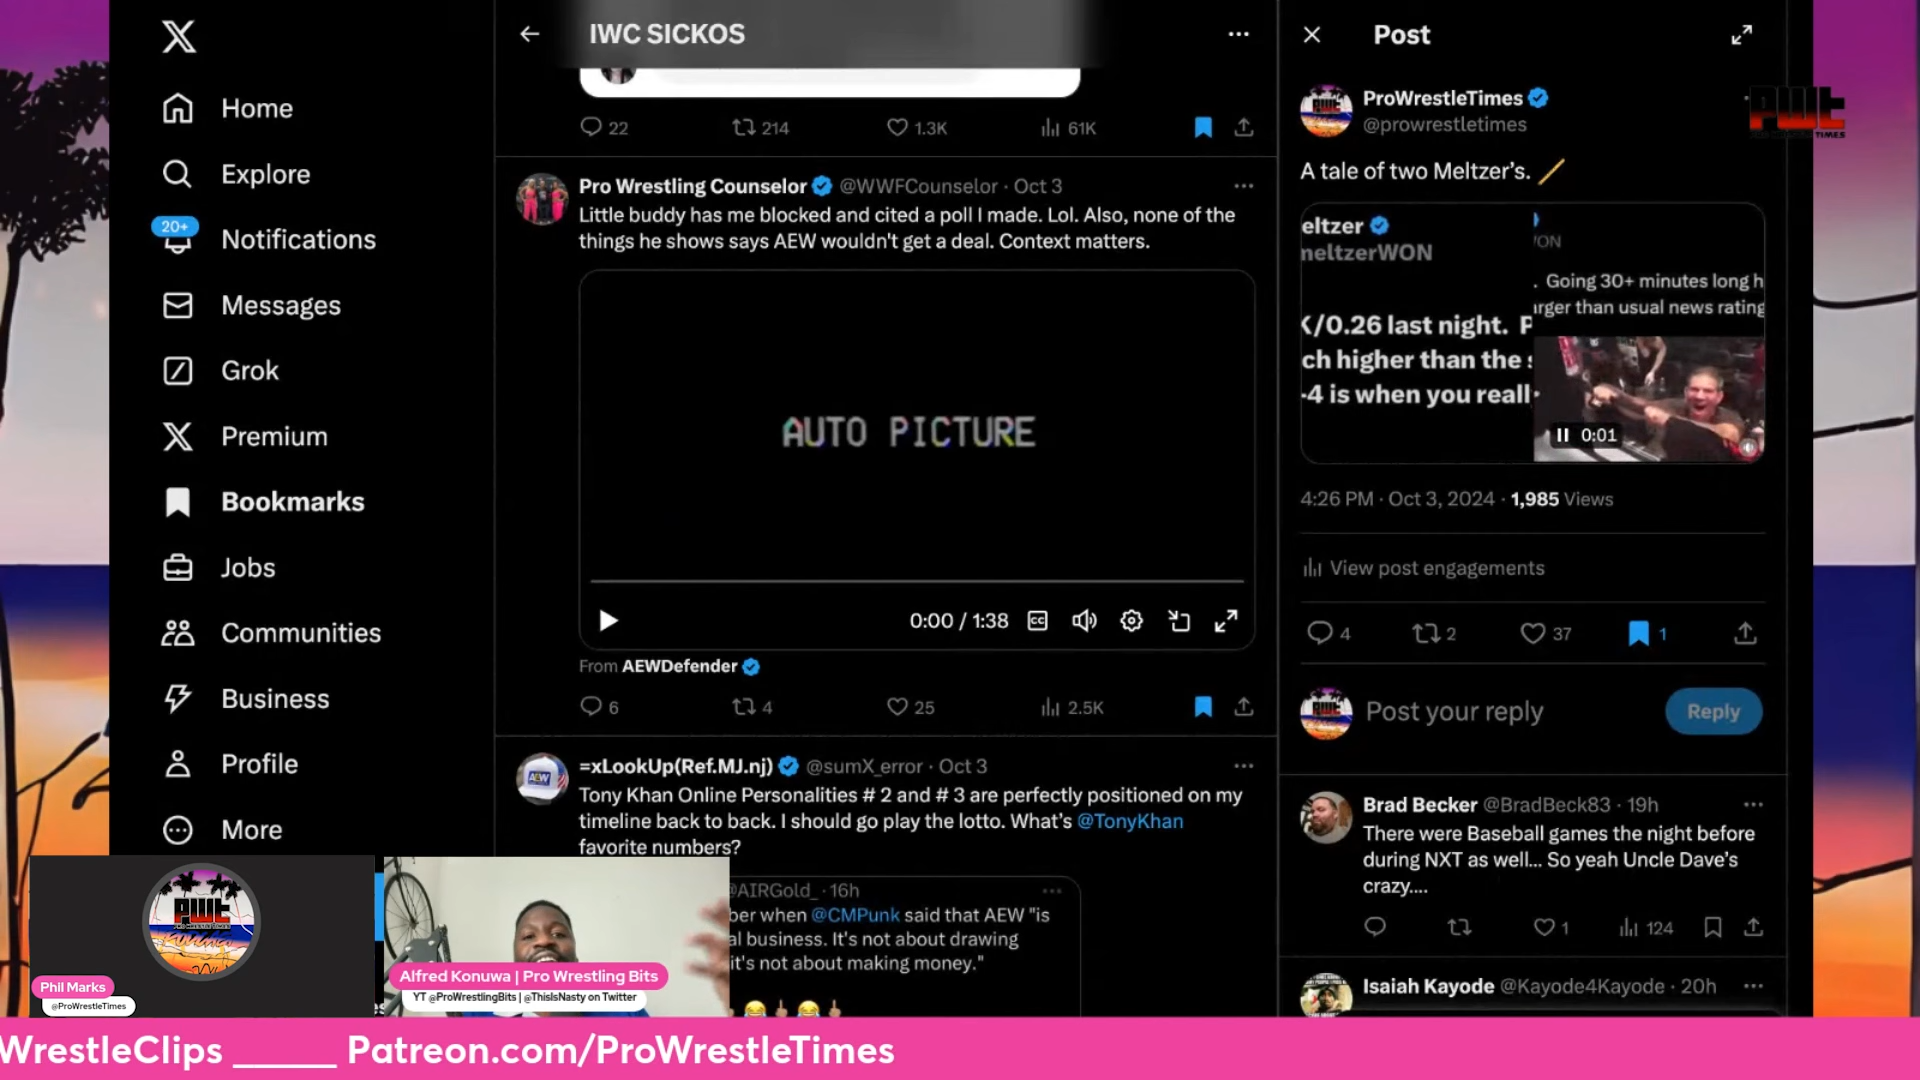 Home
Explore
20+
Notifications
Messages
Grok
Premium
Bookmarks
Jobs
Communities
Business
Profile
More
IWC SICKOS
22 214 1.3K 61K
Pro Wrestling Counselor @WWFCounselor · Oct 3
Little buddy has me blocked and cited a poll I made. Lol. Also, none of the
things he shows says AEW wouldn't get a deal. Context matters.
AUTO PICTURE
0:00 / 1:38
From AEWDefender
6 4 25 2.5K
=xLookUp(Ref.MJ.nj) @sumX_error · Oct 3
Tony Khan Online Personalities # 2 and # 3 are perfectly positioned on my
timeline back to back. I should go play the lotto. What's @TonyKhan
favorite numbers?
@AIRGold_ · 16h
ber when @CMPunk said that AEW "is
al business. It's not about drawing
it's not about making money."
Post
ProWrestleTimes
@prowrestletimes
A tale of two Meltzer's.
eltzer
neltzerWON
K/0.26 last night. P
ch higher than the s
-4 is when you reall
ON
. Going 30+ minutes long h
arger than usual news rating
0:01
4:26 PM · Oct 3, 2024 · 1,985 Views
View post engagements
4 2 37 1
Post your reply
Reply
Brad Becker @BradBeck83 · 19h
There were Baseball games the night before
during NXT as well... So yeah Uncle Dave's
crazy....
1 124
Isaiah Kayode @Kayode4Kayode · 20h
PWT
PRO WRESTLE TIMES
PWT
Phil Marks
@ProWrestleTimes
Alfred Konuwa | Pro Wrestling Bits
YT @ProWrestlingBits | @ThisIsNasty on Twitter
WrestleClips ______ Patreon.com/ProWrestleTimes